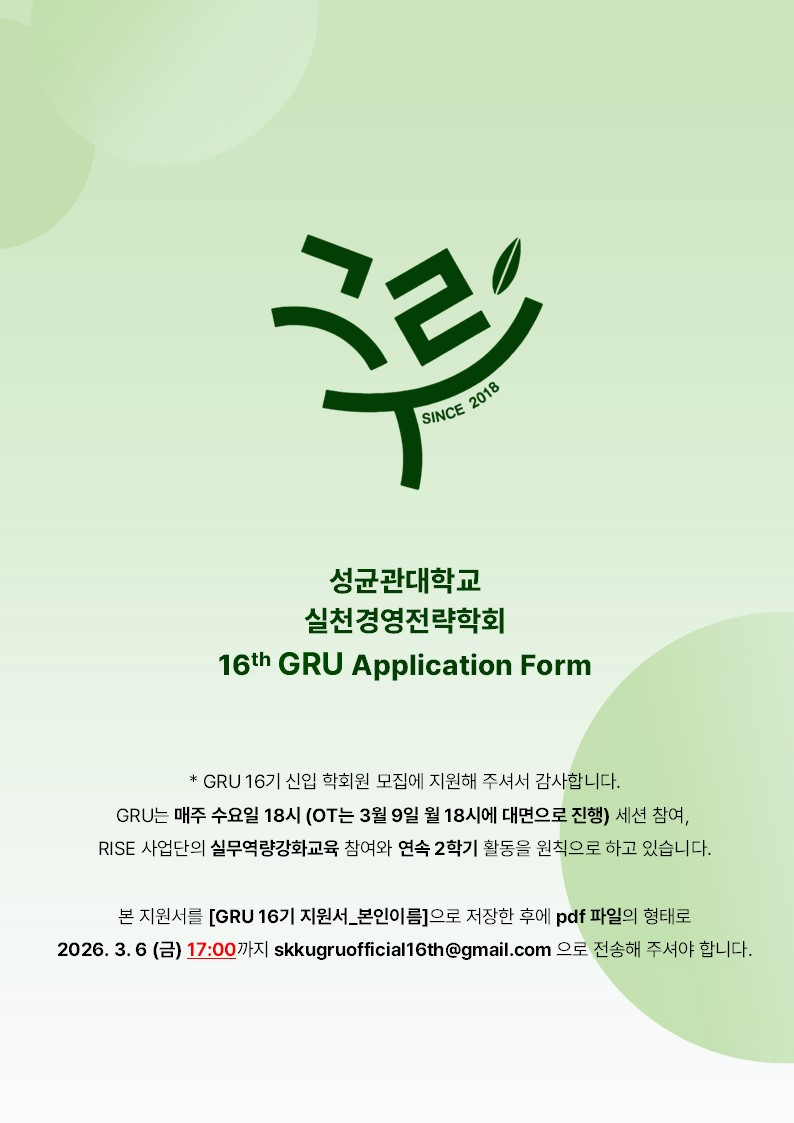 그루
SINCE 2018
성균관대학교
실천경영전략학회
16th GRU Application Form
* GRU 16기 신입 학회원 모집에 지원해 주셔서 감사합니다.
GRU는 매주 수요일 18시 (OT는 3월 9일 월 18시에 대면으로 진행) 세션 참여,
RISE 사업단의 실무역량강화교육 참여와 연속 2학기 활동을 원칙으로 하고 있습니다.
본 지원서를 [GRU 16기 지원서_본인이름]으로 저장한 후에 pdf 파일의 형태로
2026. 3. 6 (금) 17:00까지 skkugruofficial16th@gmail.com 으로 전송해 주셔야 합니다.